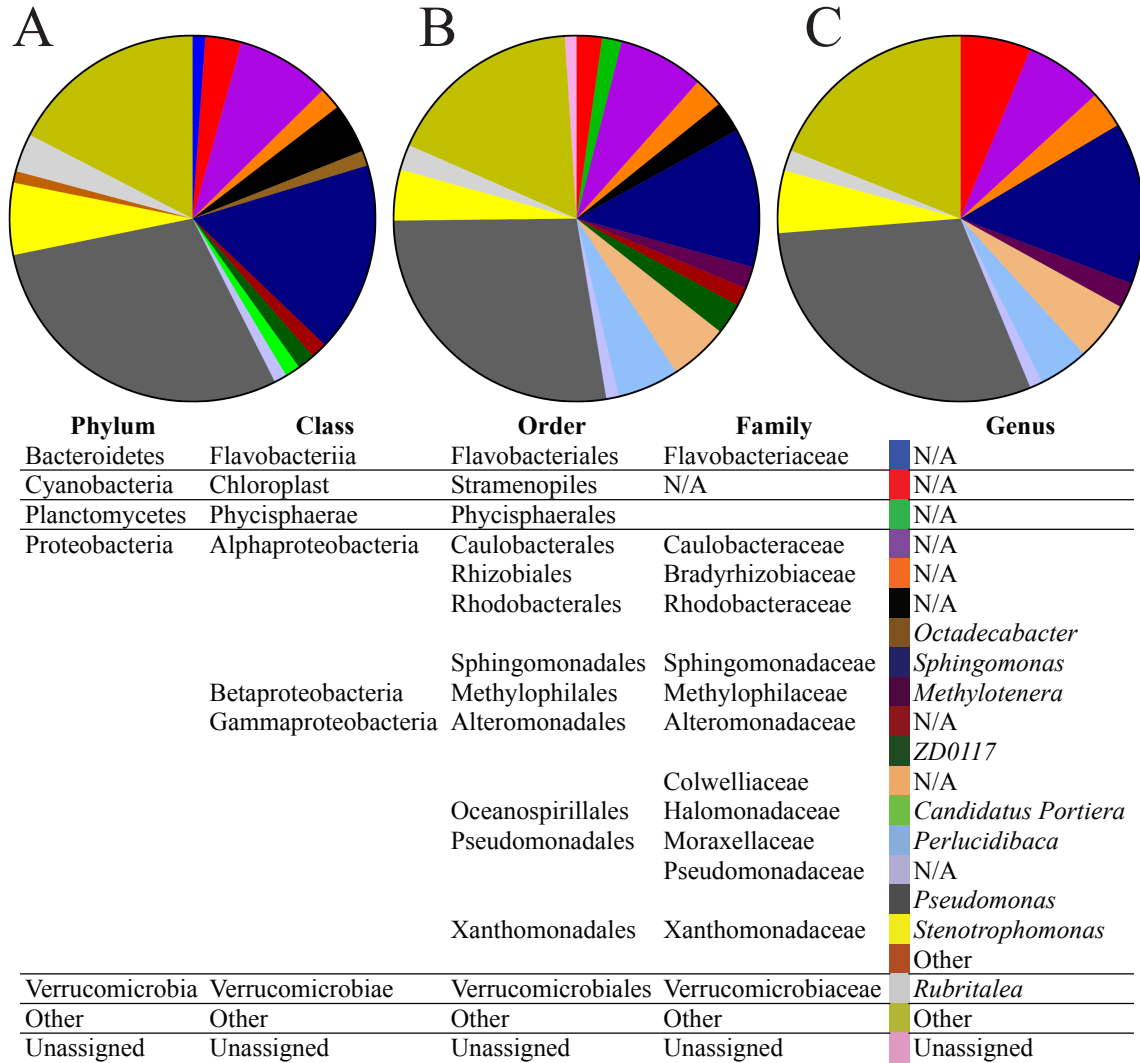 A B C
Phylum Class Order Family Genus
Bacteroidetes Flavobacteriia Flavobacteriales Flavobacteriaceae N/A
Cyanobacteria Chloroplast Stramenopiles N/A N/A
Planctomycetes Phycisphaerae Phycisphaerales N/A
Proteobacteria Alphaproteobacteria Caulobacterales Caulobacteraceae N/A
Rhizobiales Bradyrhizobiaceae N/A
Rhodobacterales Rhodobacteraceae N/A
Octadecabacter
Sphingomonadales Sphingomonadaceae Sphingomonas
Betaproteobacteria Methylophilales Methylophilaceae Methylotenera
Gammaproteobacteria Alteromonadales Alteromonadaceae N/A
ZD0117
Colwelliaceae N/A
Oceanospirillales Halomonadaceae Candidatus Portiera
Pseudomonadales Moraxellaceae Perlucidibaca
Pseudomonadaceae N/A
Pseudomonas
Xanthomonadales Xanthomonadaceae Stenotrophomonas
Other
Verrucomicrobia Verrucomicrobiae Verrucomicrobiales Verrucomicrobiaceae Rubritalea
Other Other Other Other Other
Unassigned Unassigned Unassigned Unassigned Unassigned